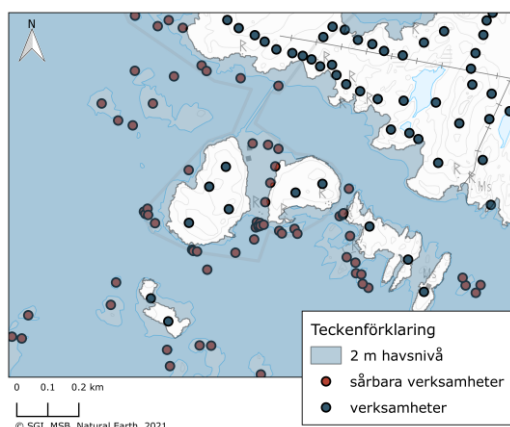 N
Teckenförklaring
2 m havsnivå
sårbara verksamheter
verksamheter
0 0.1 0.2 km
© SGI, MSB, Natural Earth, 2021